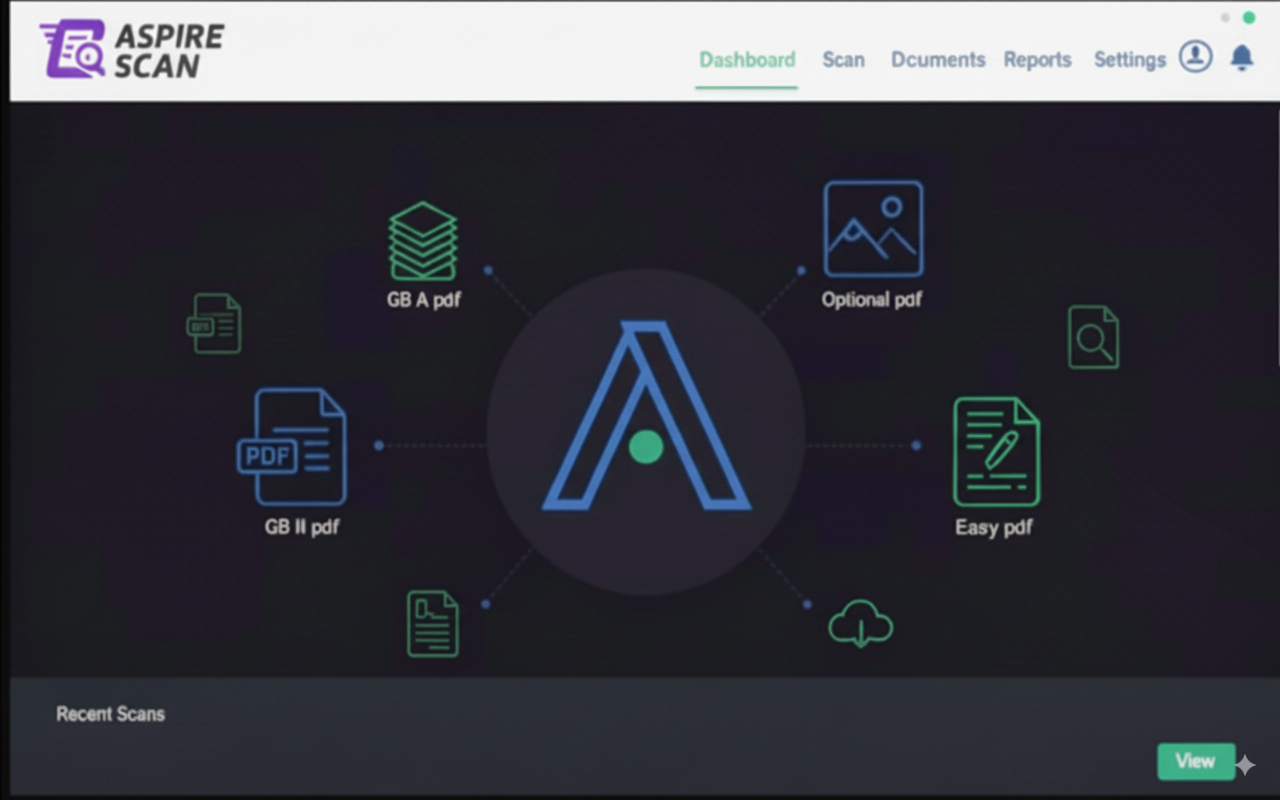 ASPIRE
SCAN
Dashboard Scan Dcuments Reports Settings
GB A pdf
Optional pdf
PDF
GB II pdf
Easy pdf
Recent Scans
View